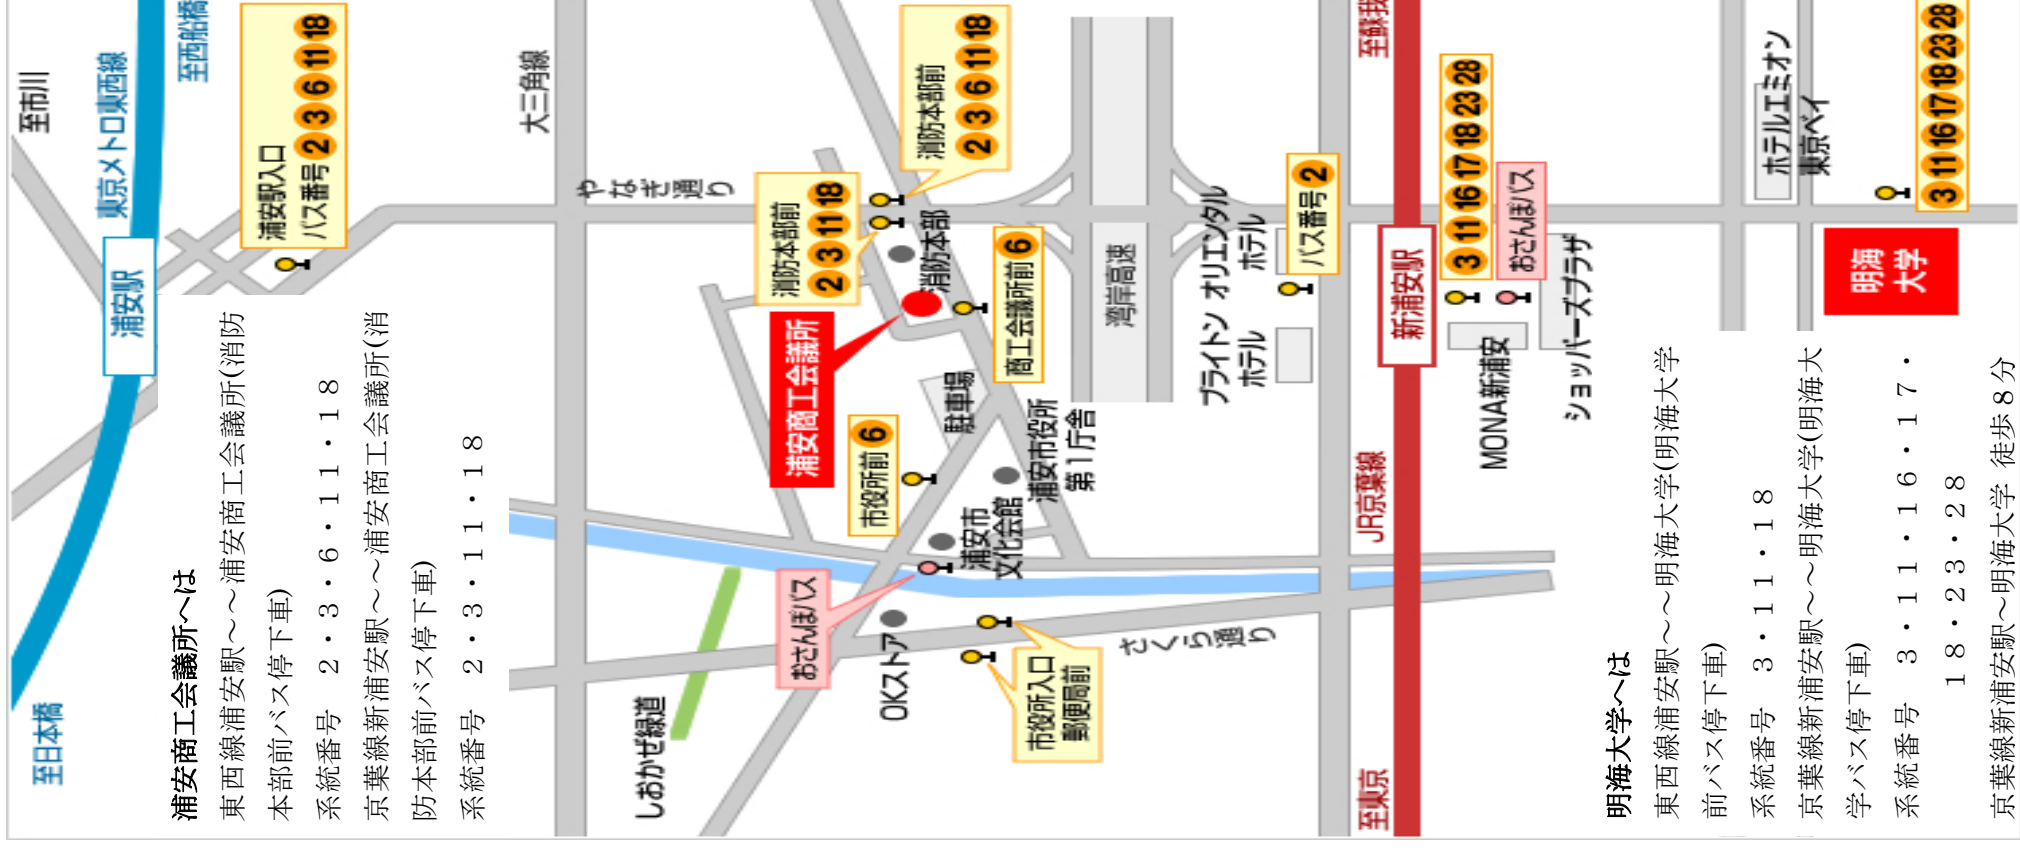 至市川
東京メトロ東西線
至西船橋
浦安駅
至日本橋
浦安駅入口
バス番号 2 3 6 11 18
浦安商工会議所へは
東西線浦安駅～～浦安商工会議所(消防
本部前バス停下車)
系統番号 2・3・6・11・18
京葉線新浦安駅～～浦安商工会議所(消
防本部前バス停下車)
系統番号 2・3・11・18
大三角線
やなぎ通り
しおかぜ緑道
消防本部前
2 3 11 18
消防本部前
2 3 6 11 18
消防本部
浦安商工会議所
商工会議所前 6
駐車場
市役所前 6
浦安市役所
第1庁舎
浦安市
文化会館
おさんぽバス
OKストア
市役所入口
郵便局前
さくら通り
湾岸高速
オリエンタル
ホテル
ブライトン
ホテル
バス番号 2
至蘇我
新浦安駅
JR京葉線
至東京
3 11 16 17 18 23 28
おさんぽバス
MONA新浦安
ショッパーズプラザ
ホテルエミオン
東京ベイ
3 11 16 17 18 23 28
明海
大学
明海大学へは
東西線浦安駅～～明海大学(明海大学
前バス停下車)
系統番号 3・11・18
京葉線新浦安駅～～明海大学(明海大
学バス停下車)
系統番号 3・11・16・17・
18・23・28
京葉線新浦安駅～明海大学 徒歩8分